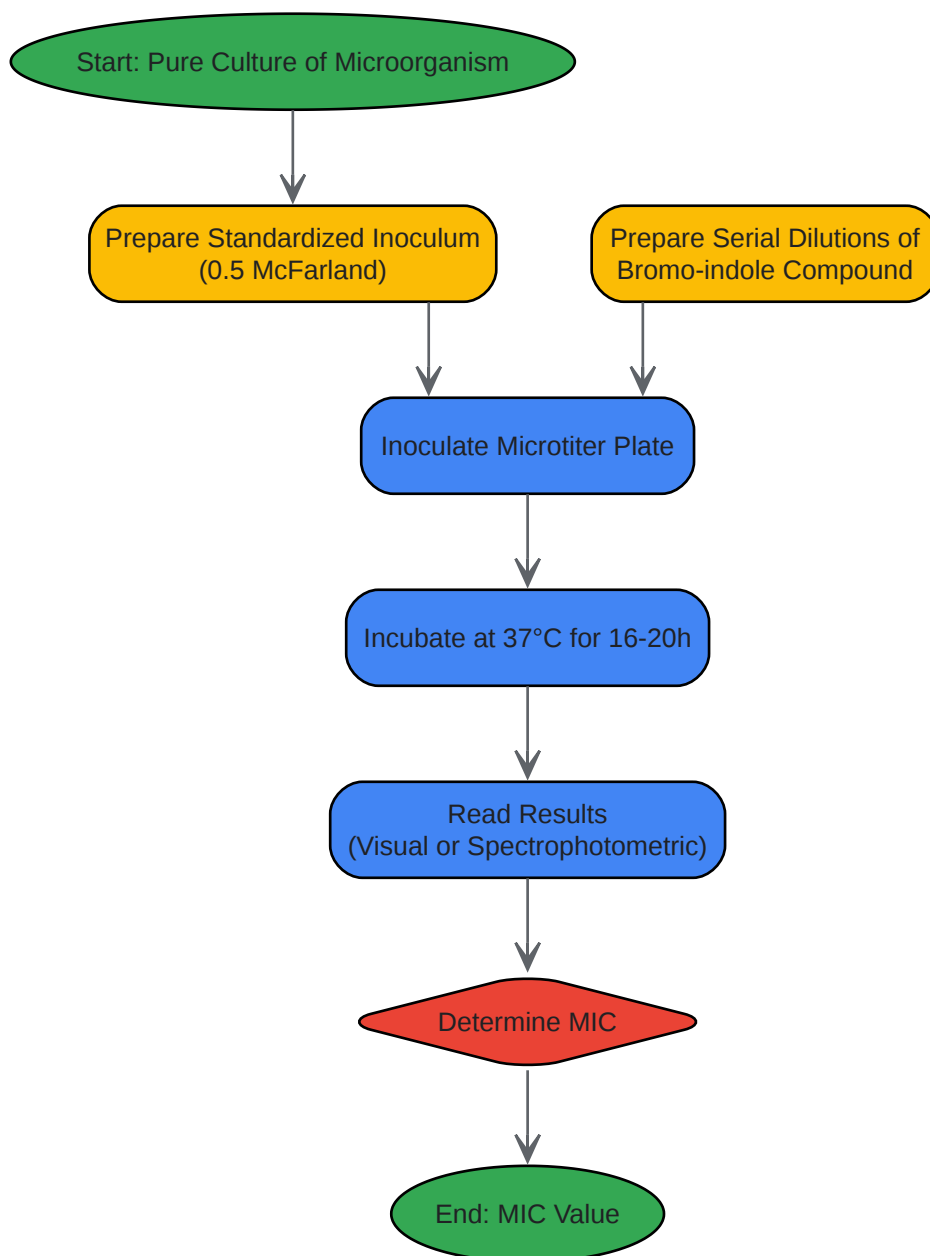 Start: Pure Culture of Microorganism
Prepare Standardized Inoculum
(0.5 McFarland)
Prepare Serial Dilutions of
Bromo-indole Compound
Inoculate Microtiter Plate
Incubate at 37°C for 16-20h
Read Results
(Visual or Spectrophotometric)
Determine MIC
End: MIC Value